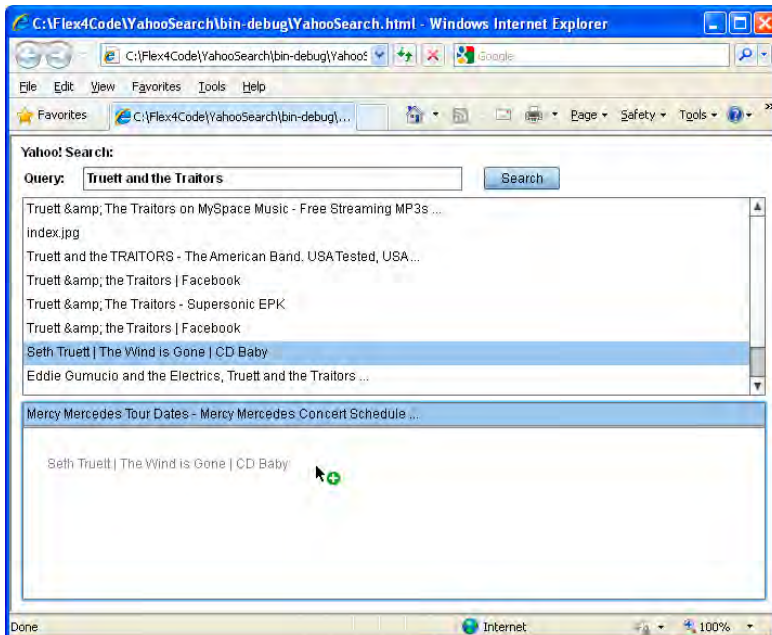 C:\Flex4Code\YahooSearch\bin-debug\YahooSearch.html - Windows Internet Explorer
C:\Flex4Code\YahooSearch\bin-debug\YahooS Google
File Edit View Favorites Tools Help
Favorites C:\Flex4Code\YahooSearch\bin-debug\... Page Safety Tools »
Yahoo! Search:
Query: Truett and the Traitors Search
Truett &amp; The Traitors on MySpace Music - Free Streaming MP3s ...
index.jpg
Truett and the TRAITORS - The American Band. USA Tested, USA ...
Truett &amp; the Traitors | Facebook
Truett &amp; The Traitors - Supersonic EPK
Truett &amp; the Traitors | Facebook
Seth Truett | The Wind is Gone | CD Baby
Eddie Gumucio and the Electrics, Truett and the Traitors ...
Mercy Mercedes Tour Dates - Mercy Mercedes Concert Schedule ...
Seth Truett | The Wind is Gone | CD Baby
Done Internet 100%